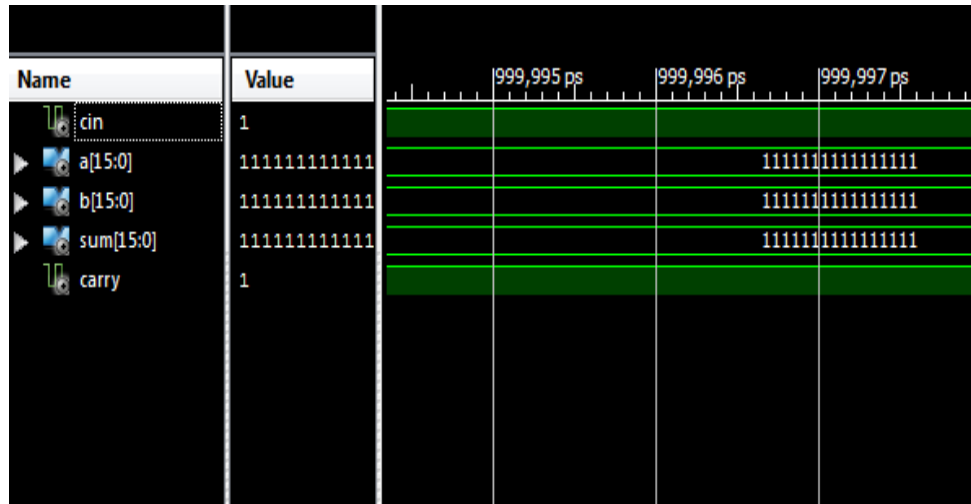 Name Value 999,995 ps 999,996 ps 999,997 ps
cin 1
a[15:0] 111111111111 1111111111111111
b[15:0] 111111111111 1111111111111111
sum[15:0] 111111111111 1111111111111111
carry 1